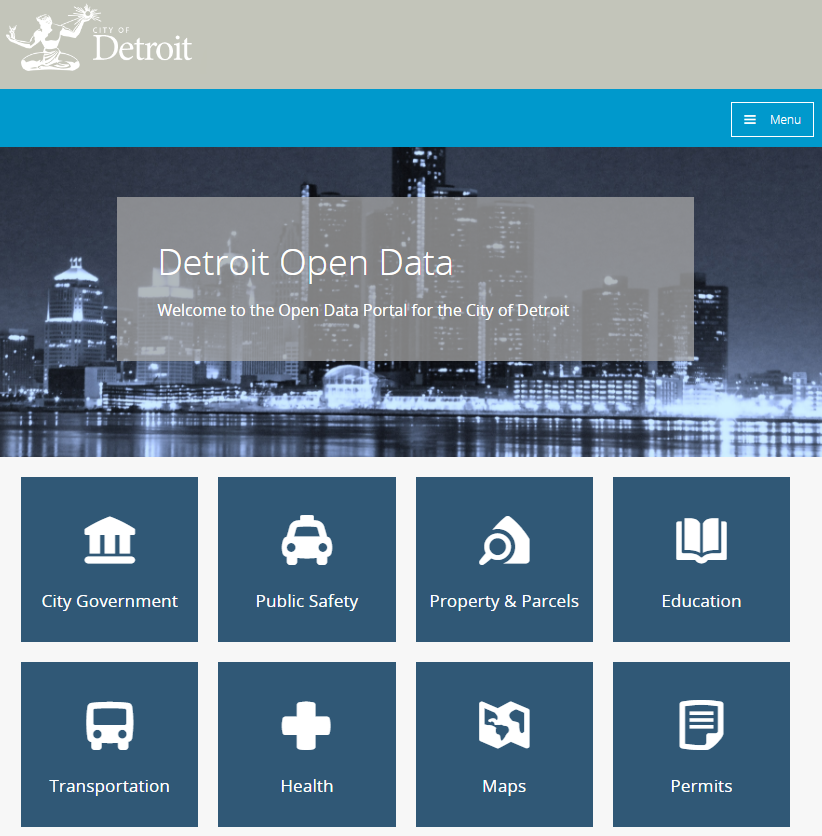 CITY OF
Detroit
Menu
Detroit Open Data
Welcome to the Open Data Portal for the City of Detroit
City Government
Public Safety
Property & Parcels
Education
Transportation
Health
Maps
Permits